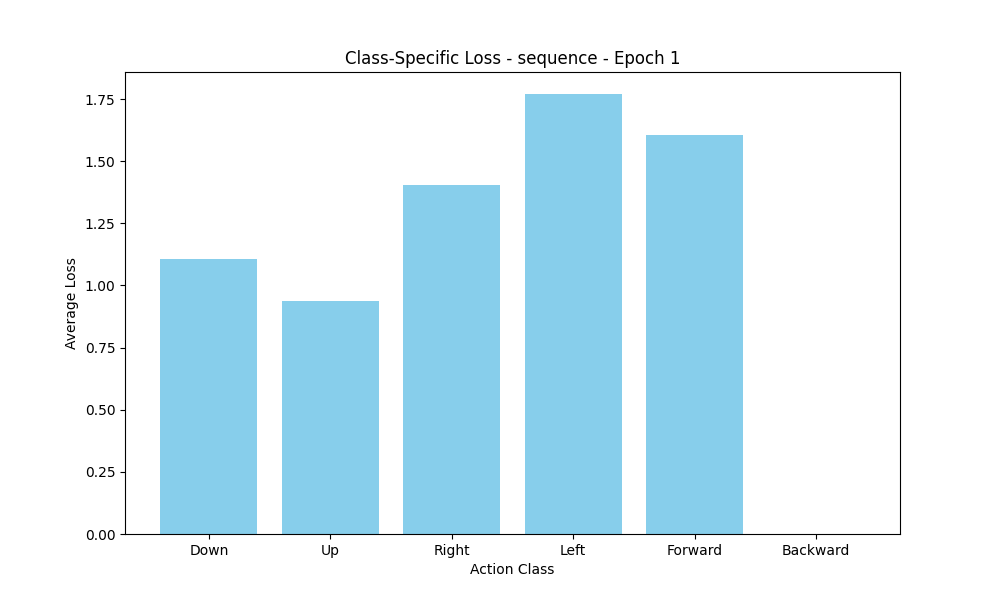 Class-Specific Loss - sequence - Epoch 1
Average Loss
1.75
1.50
1.25
1.00
0.75
0.50
0.25
0.00
Down Up Right Left Forward Backward
Action Class